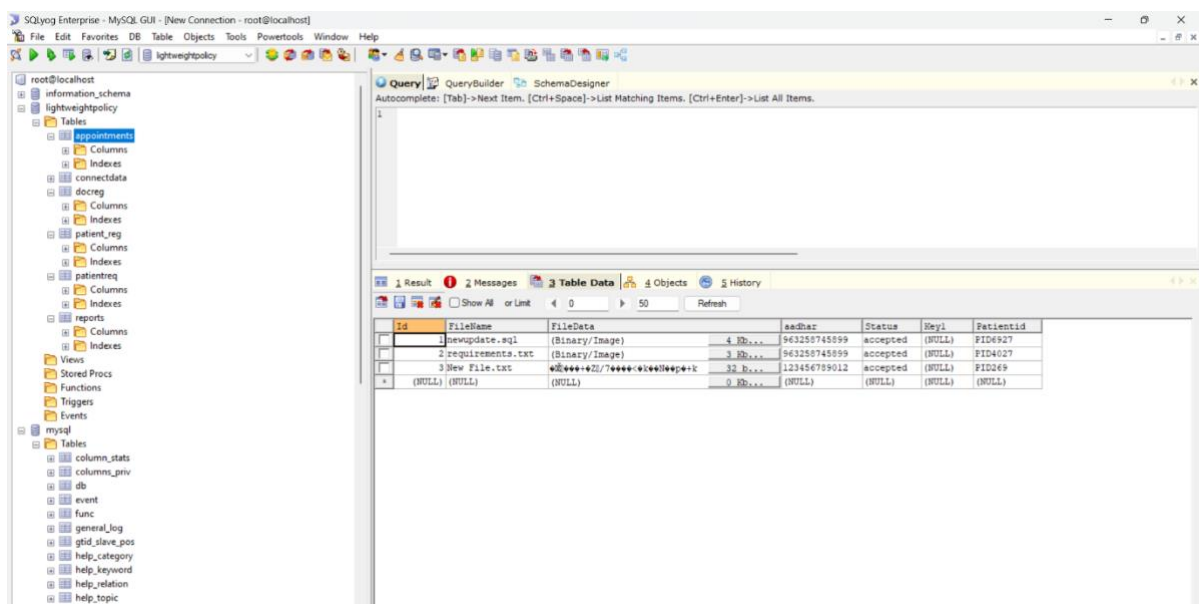 SQLyog Enterprise - MySQL GUI - [New Connection - root@localhost]
File Edit Favorites DB Table Objects Tools Powertools Window Help
lightweightpolicy
root@localhost
information_schema
lightweightpolicy
Tables
appointments
Columns
Indexes
connectdata
docreg
Columns
Indexes
patient_reg
Columns
Indexes
patientreq
Columns
Indexes
reports
Columns
Indexes
Views
Stored Procs
Functions
Triggers
Events
mysql
Tables
column_stats
columns_priv
db
event
func
general_log
gtid_slave_pos
help_category
help_keyword
help_relation
help_topic
Query QueryBuilder SchemaDesigner
Autocomplete: [Tab]->Next Item. [Ctrl+Space]->List Matching Items. [Ctrl+Enter]->List All Items.
1
1 Result 2 Messages 3 Table Data 4 Objects 5 History
Show All or Limit 0 50 Refresh
Id FileName FileData aadhar Status Key1 Patientid
1 newupdate.sql (Binary/Image) 4 Kb... 963258745899 accepted (NULL) PID6927
2 requirements.txt (Binary/Image) 3 Kb... 963258745899 accepted (NULL) PID4027
3 New File.txt 32 b... 123456789012 accepted (NULL) PID269
* (NULL) (NULL) (NULL) 0 Kb... (NULL) (NULL) (NULL) (NULL)